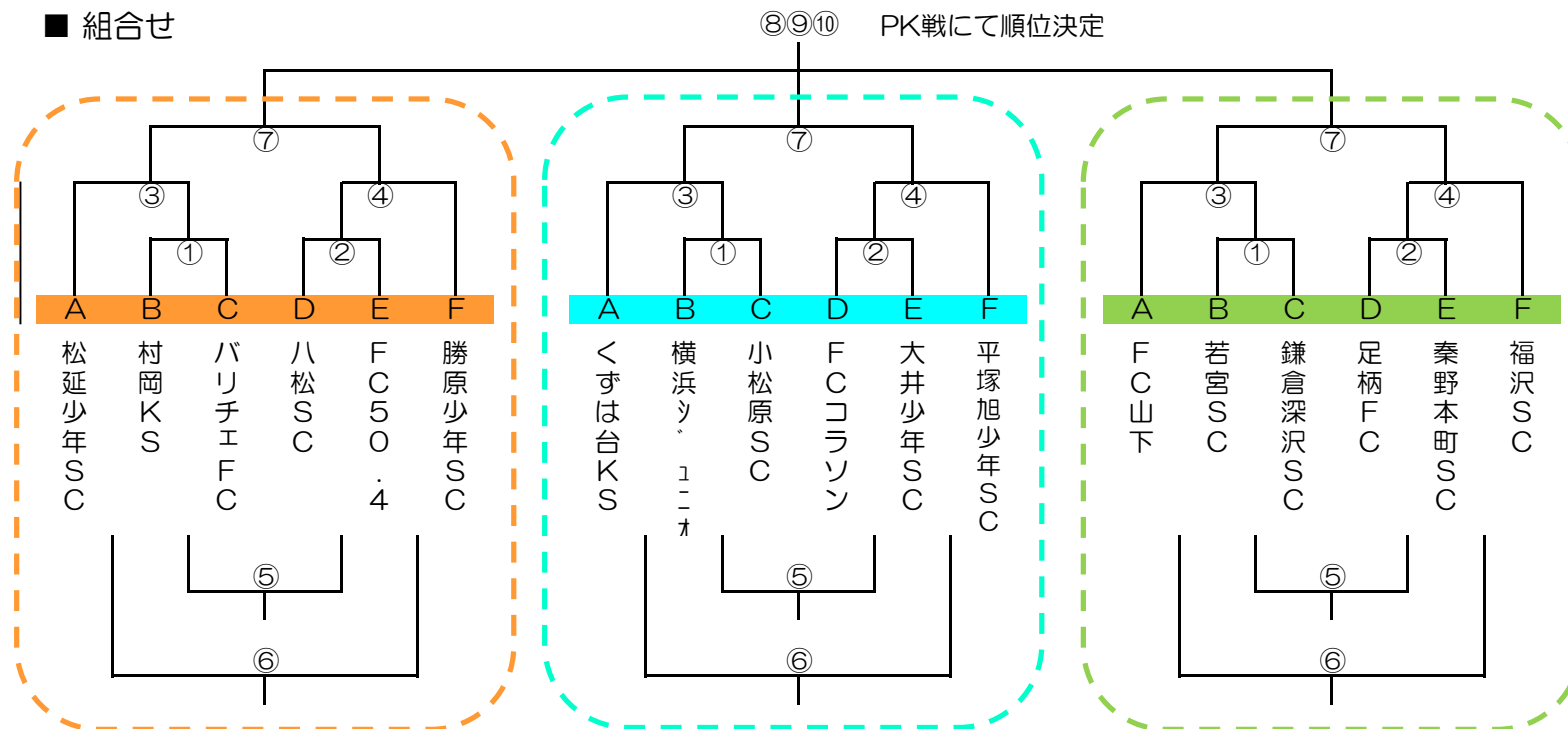 ■ 組合せ
⑧⑨⑩ PK戦にて順位決定
⑦ ⑦ ⑦
③ ④ ③ ④ ③ ④
① ② ① ② ① ②
A B C D E F A B C D E F A B C D E F
松延少年SC
村岡KS
バリチェFC
八松SC
FC50.4
勝原少年SC
くずは台KS
横浜ジュニオ
小松原SC
FCコラソン
大井少年SC
平塚旭少年SC
FC山下
若宮SC
鎌倉深沢SC
足柄FC
秦野本町SC
福沢SC
⑤ ⑤ ⑤
⑥ ⑥ ⑥